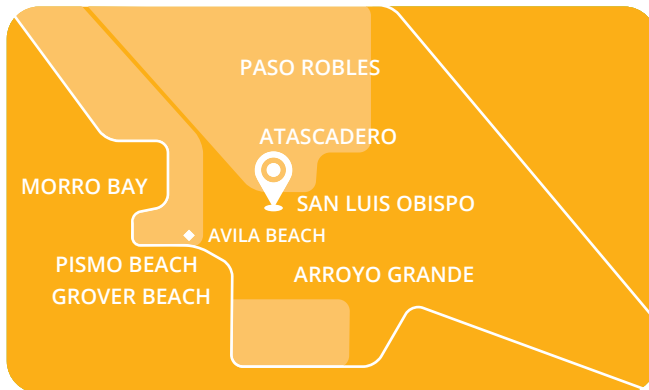 PASO ROBLES
ATASCADERO
MORRO BAY
SAN LUIS OBISPO
AVILA BEACH
PISMO BEACH
ARROYO GRANDE
GROVER BEACH